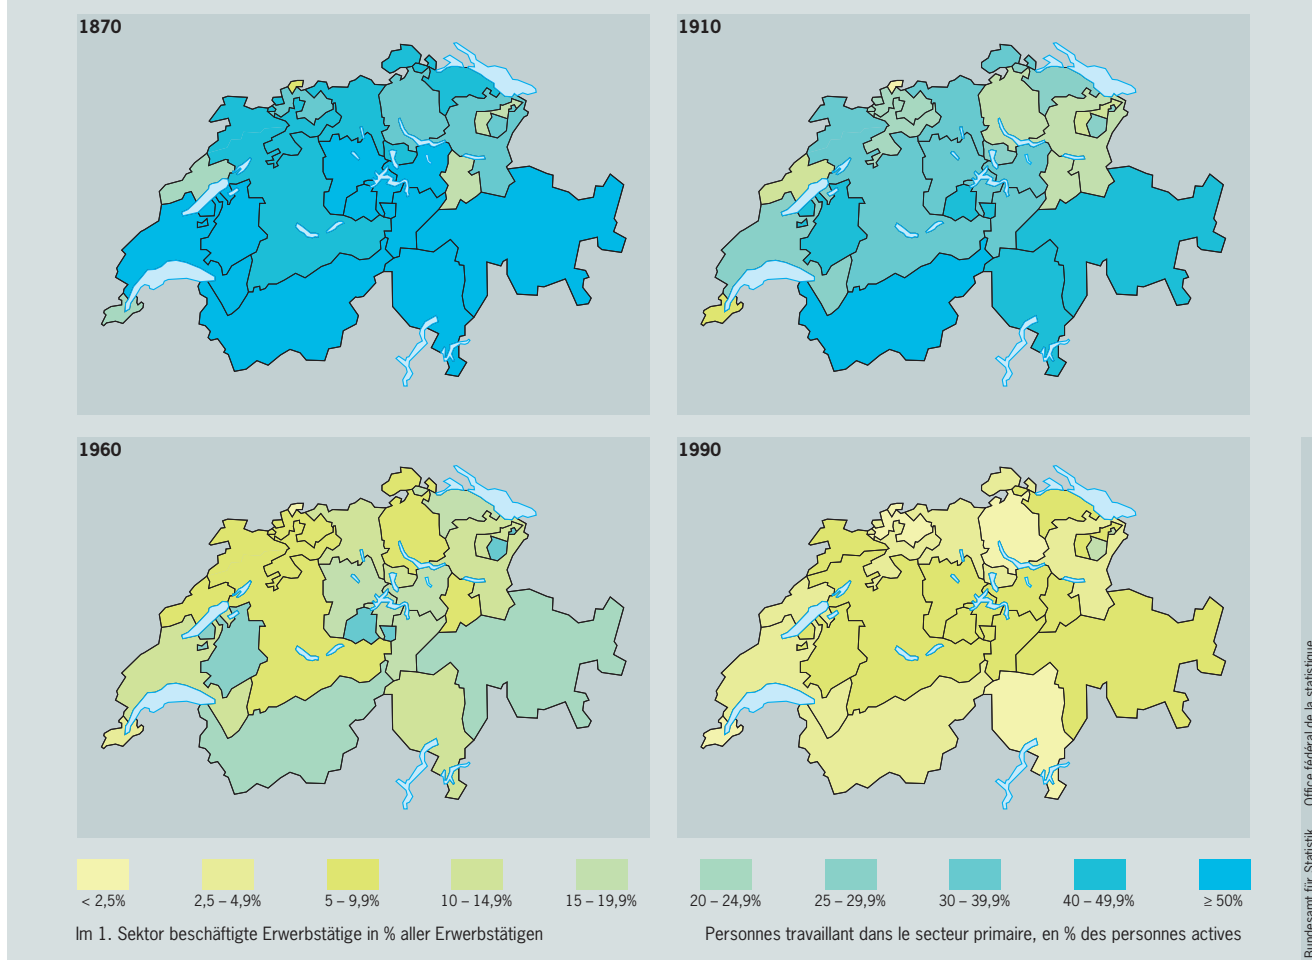 1870
1910
1960
1990
< 2,5%
2,5 – 4,9%
5 – 9,9%
10 – 14,9%
15 – 19,9%
20 – 24,9%
25 – 29,9%
30 – 39,9%
40 – 49,9%
≥ 50%
Im 1. Sektor beschäftigte Erwerbstätige in % aller Erwerbstätigen
Personnes travaillant dans le secteur primaire, en % des personnes actives
Bundesamt für Statistik
Office fédéral de la statistique